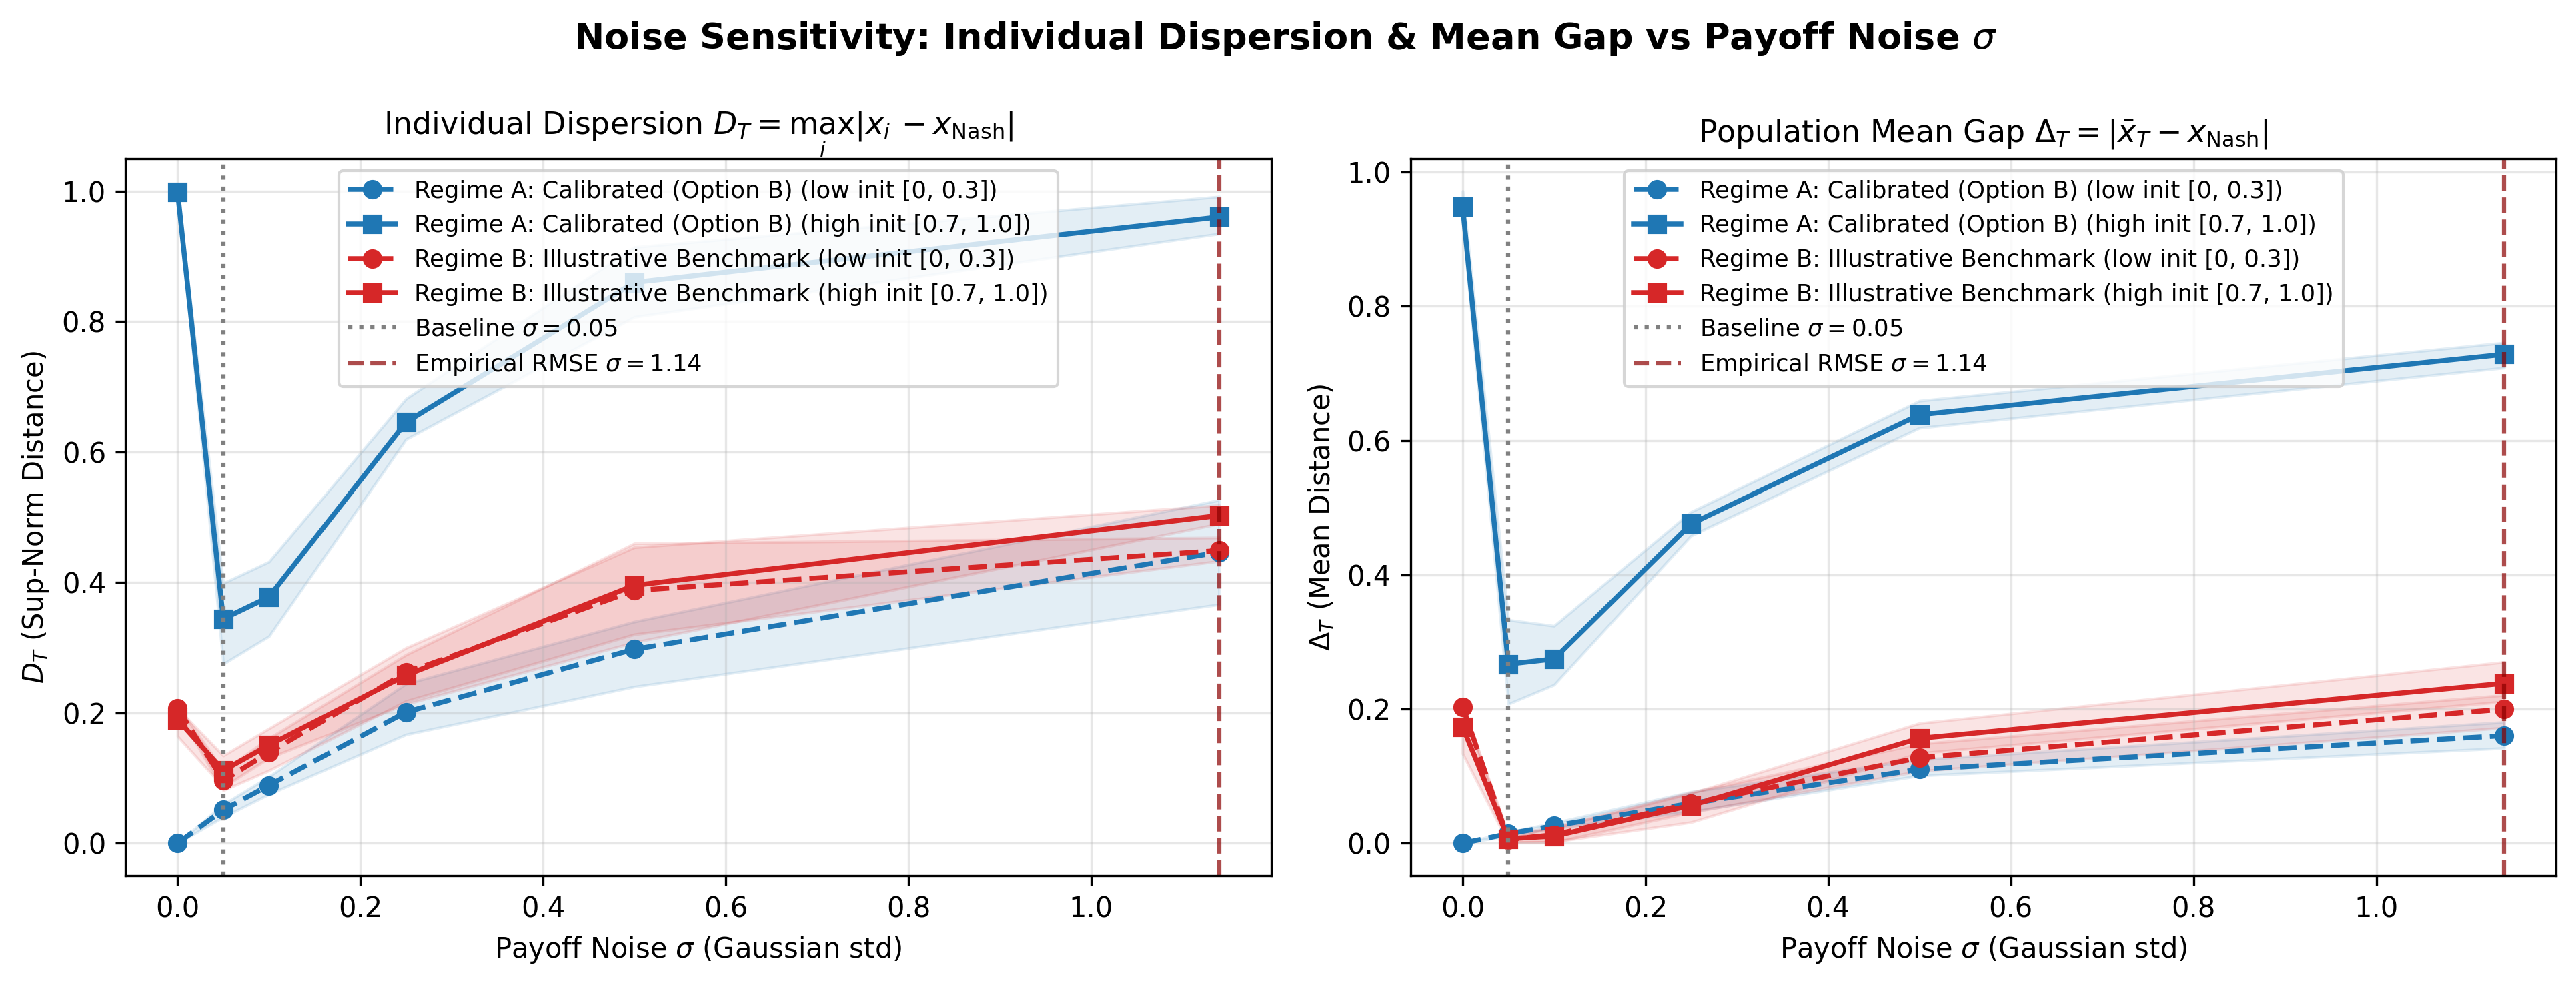 Noise Sensitivity: Individual Dispersion & Mean Gap vs Payoff Noise σ
Individual Dispersion D_T = max_i |x_i − x_Nash|
1.0
0.8
0.6
0.4
0.2
0.0
D_T (Sup-Norm Distance)
Regime A: Calibrated (Option B) (low init [0, 0.3])
Regime A: Calibrated (Option B) (high init [0.7, 1.0])
Regime B: Illustrative Benchmark (low init [0, 0.3])
Regime B: Illustrative Benchmark (high init [0.7, 1.0])
Baseline σ = 0.05
Empirical RMSE σ = 1.14
0.0 0.2 0.4 0.6 0.8 1.0
Payoff Noise σ (Gaussian std)
Population Mean Gap Δ_T = |x̄_T − x_Nash|
1.0
0.8
0.6
0.4
0.2
0.0
Δ_T (Mean Distance)
Regime A: Calibrated (Option B) (low init [0, 0.3])
Regime A: Calibrated (Option B) (high init [0.7, 1.0])
Regime B: Illustrative Benchmark (low init [0, 0.3])
Regime B: Illustrative Benchmark (high init [0.7, 1.0])
Baseline σ = 0.05
Empirical RMSE σ = 1.14
0.0 0.2 0.4 0.6 0.8 1.0
Payoff Noise σ (Gaussian std)